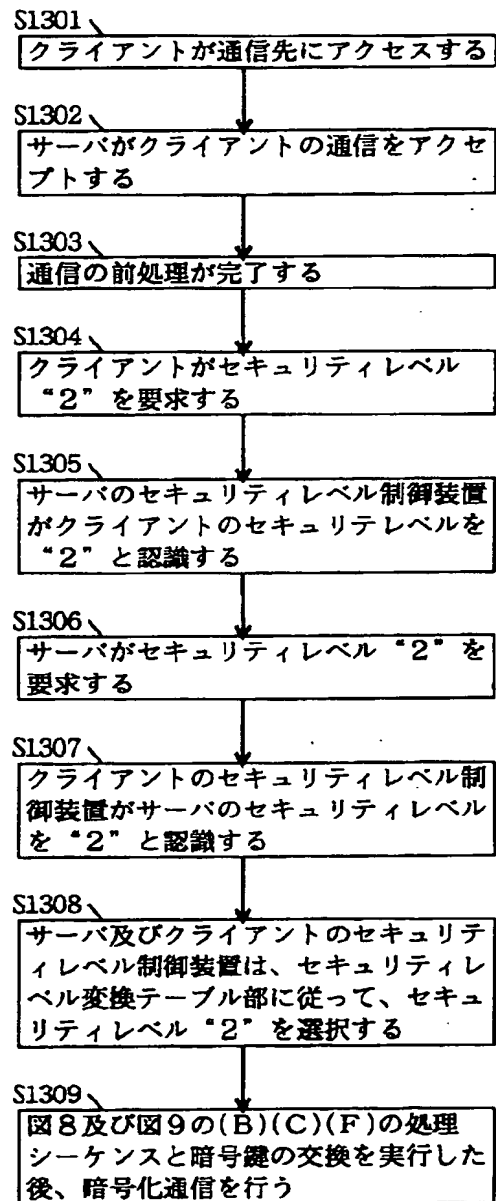 S1301
クライアントが通信先にアクセスする
S1302
サーバがクライアントの通信をアクセ
プトする
S1303
通信の前処理が完了する
S1304
クライアントがセキュリティレベル
“2”を要求する
S1305
サーバのセキュリティレベル制御装置
がクライアントのセキュリテレベルを
“2”と認識する
S1306
サーバがセキュリティレベル“2”を
要求する
S1307
クライアントのセキュリティレベル制
御装置がサーバのセキュリティレベル
を“2”と認識する
S1308
サーバ及びクライアントのセキュリテ
ィレベル制御装置は、セキュリティレ
ベル変換テーブル部に従って、セキュ
リティレベル“2”を選択する
S1309
図8及び図9の(B)(C)(F)の処理
シーケンスと暗号鍵の交換を実行した
後、暗号化通信を行う